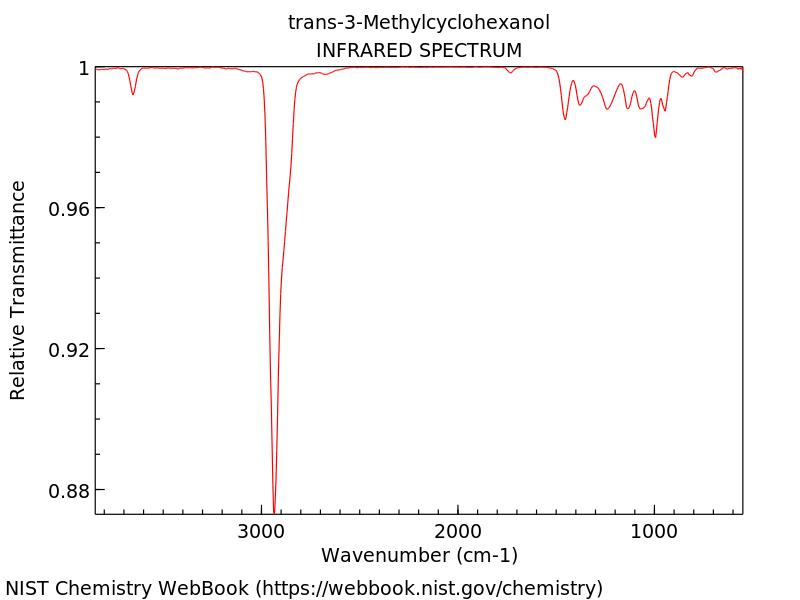 trans-3-Methylcyclohexanol
INFRARED SPECTRUM
1
0.96
0.92
0.88
Relative Transmittance
3000 2000 1000
Wavenumber (cm-1)
NIST Chemistry WebBook (https://webbook.nist.gov/chemistry)